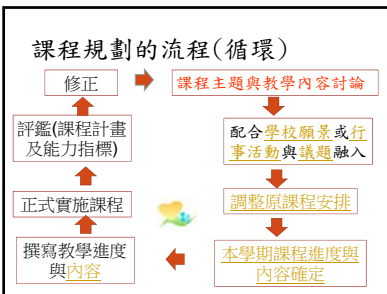 課程規劃的流程(循環)
修正
課程主題與教學內容討論
評鑑(課程計畫
及能力指標)
配合學校願景或行
事活動與議題融入
正式實施課程
調整原課程安排
撰寫教學進度
與內容
本學期課程進度與
內容確定